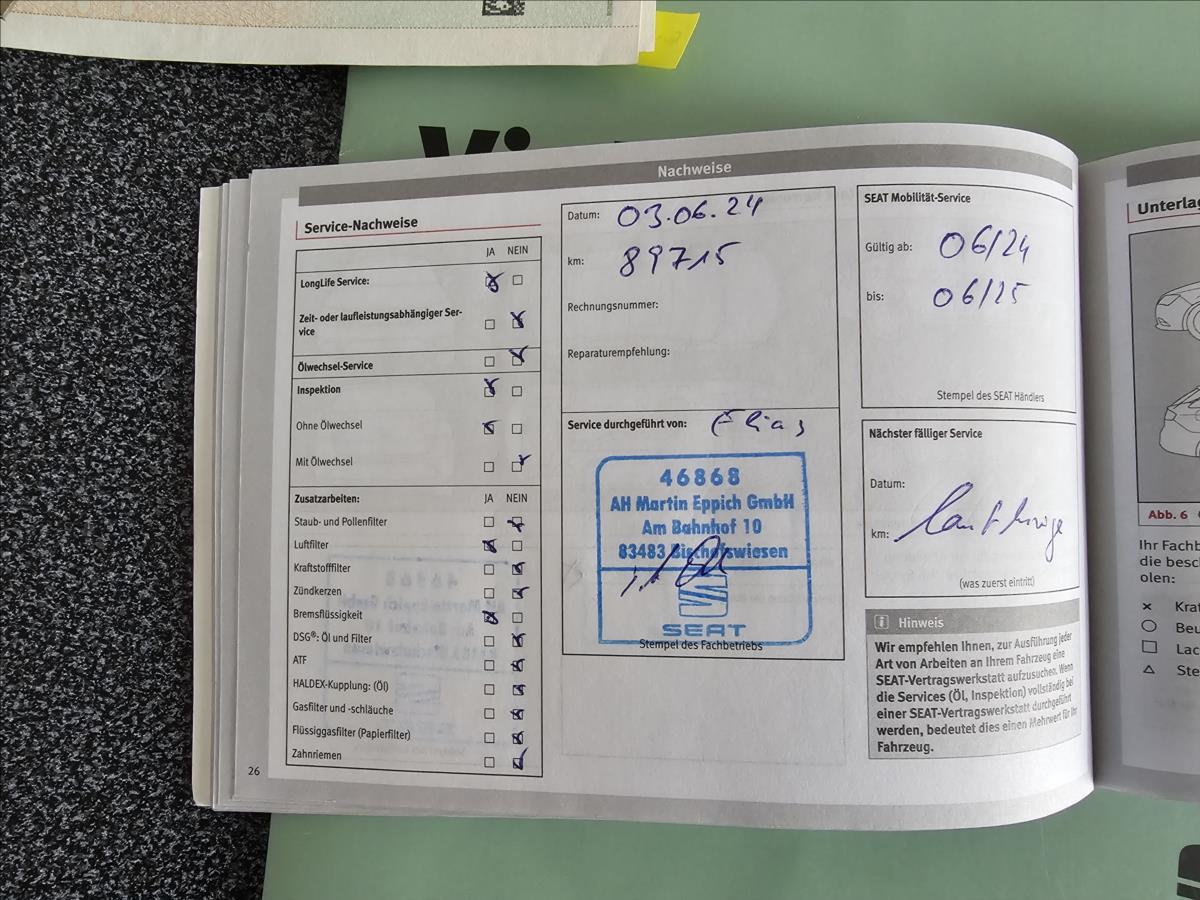 Nachweise
Service-Nachweise
JA NEIN
LongLife Service:
Zeit- oder laufleistungsabhängiger Ser-
vice
Ölwechsel-Service
Inspektion
Ohne Ölwechsel
Mit Ölwechsel
Zusatzarbeiten: JA NEIN
Staub- und Pollenfilter
Luftfilter
Kraftstofffilter
Zündkerzen
Bremsflüssigkeit
DSG®: Öl und Filter
ATF
HALDEX-Kupplung: (Öl)
Gasfilter und -schläuche
Flüssiggasfilter (Papierfilter)
Zahnriemen
26
Datum: 03.06.24
km: 89715
Rechnungsnummer:
Reparaturempfehlung:
Service durchgeführt von: Elias
46868
AH Martin Eppich GmbH
Am Bahnhof 10
83483 Bischofswiesen
SEAT
Stempel des Fachbetriebs
SEAT Mobilität-Service
Gültig ab: 06/24
bis: 06/25
Stempel des SEAT Händlers
Nächster fälliger Service
Datum:
km:
(was zuerst eintritt)
Hinweis
Wir empfehlen Ihnen, zur Ausführung jeder
Art von Arbeiten an Ihrem Fahrzeug eine
SEAT-Vertragswerkstatt aufzusuchen. Wenn
die Services (Öl, Inspektion) vollständig bei
einer SEAT-Vertragswerkstatt durchgeführt
werden, bedeutet dies einen Mehrwert für Ihr
Fahrzeug.
Unterlag
Abb. 6
Ihr Fachb
die besch
olen:
Krat
Beu
Lac
Ste